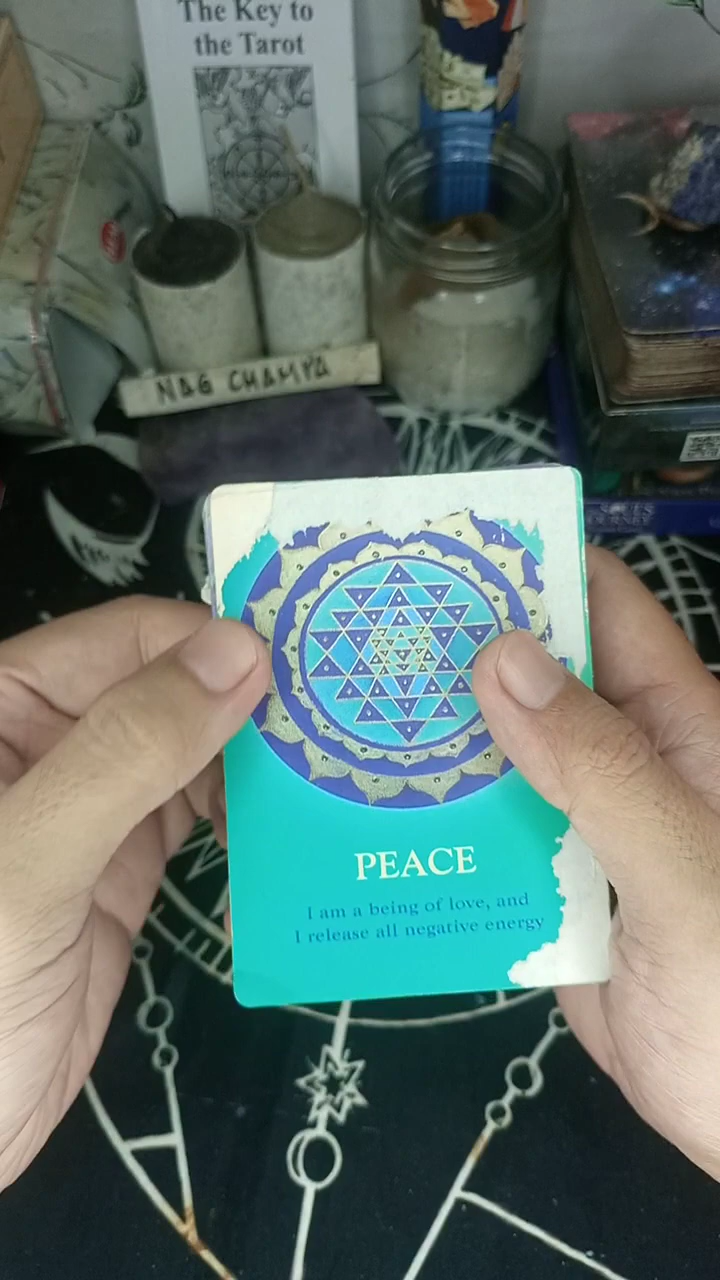 The Key to
the Tarot
NAG CHAMPA
PEACE
I am a being of love, and
I release all negative energy